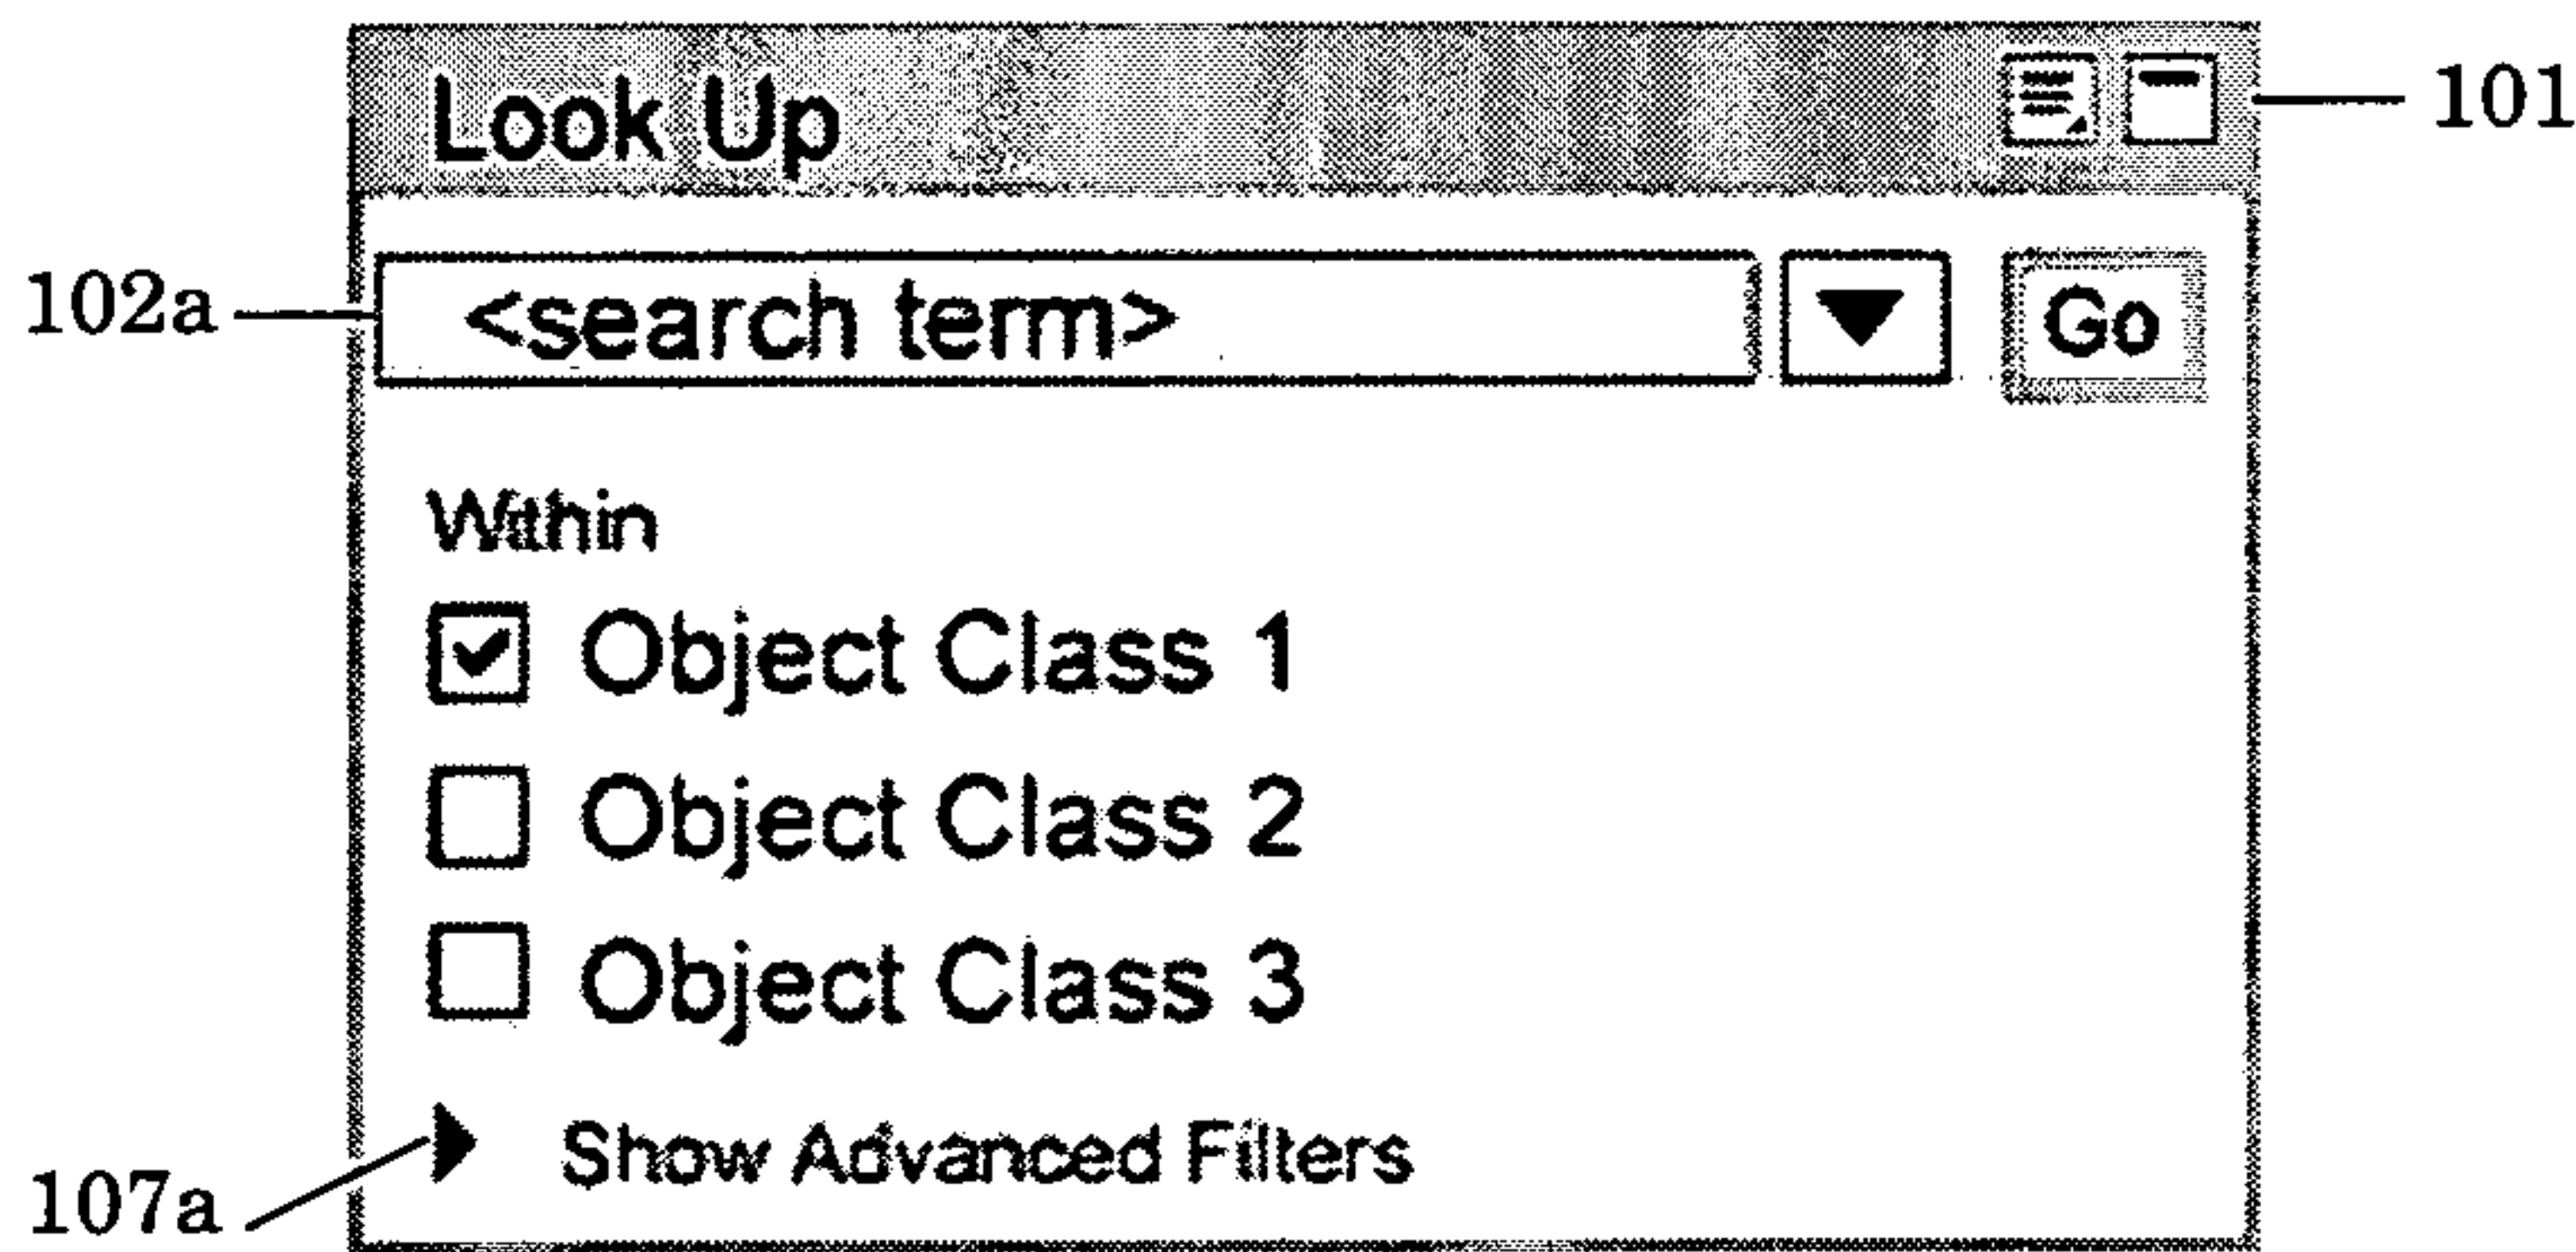 Look Up
101
102a
<search term>
Go
Within
Object Class 1
Object Class 2
Object Class 3
107a
Show Advanced Filters